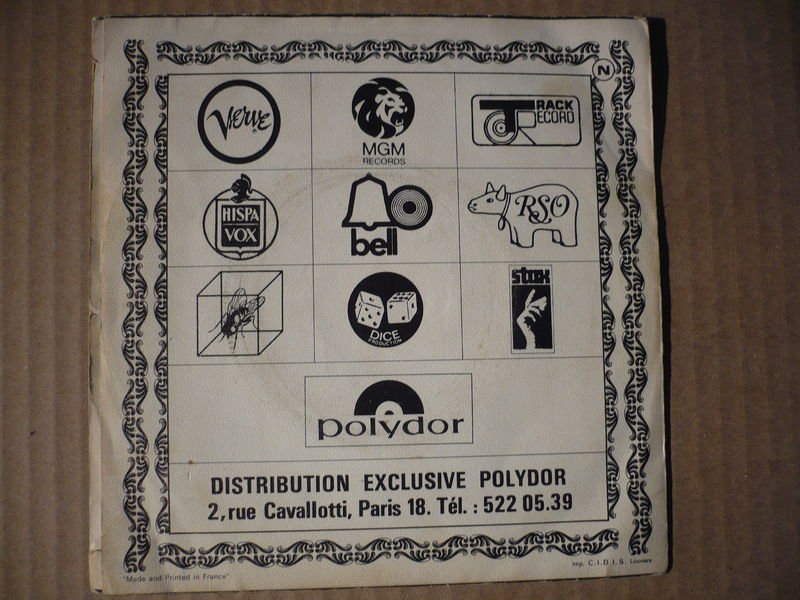 N
Verve
MGM
RECORDS
TRACK
RECORD
HISPA
VOX
bell
RSO
DICE
PRODUCTION
stax
polydor
DISTRIBUTION EXCLUSIVE POLYDOR
2, rue Cavallotti, Paris 18. Tél. : 522 05.39
"Made and Printed in France"
imp. C.I.D.I.S. Louviers